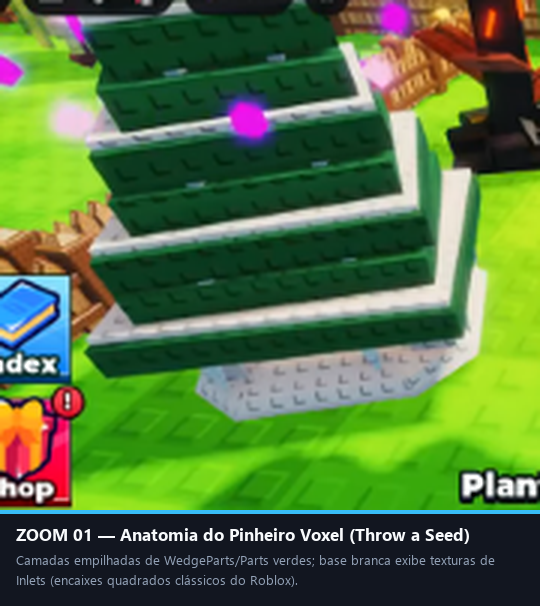 ndex
!
hop
Plan
ZOOM 01 — Anatomia do Pinheiro Voxel (Throw a Seed)
Camadas empilhadas de WedgeParts/Parts verdes; base branca exibe texturas de
Inlets (encaixes quadrados clássicos do Roblox).